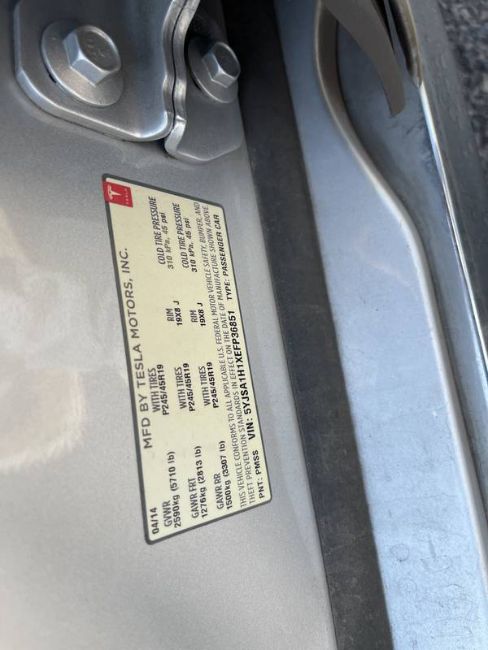 TESLA
MFD BY TESLA MOTORS, INC.
04/14
GVWR WITH TIRES RIM COLD TIRE PRESSURE
2590kg (5710 lb) P245/45R19 19X8 J 310 kPa, 45 psi
GAWR FRT WITH TIRES RIM COLD TIRE PRESSURE
1276kg (2813 lb) P245/45R19 19X8 J 310 kPa, 45 psi
GAWR RR WITH TIRES
1500kg (3307 lb) P245/45R19
THIS VEHICLE CONFORMS TO ALL APPLICABLE U.S. FEDERAL MOTOR VEHICLE SAFETY, BUMPER, AND
THEFT PREVENTION STANDARDS IN EFFECT ON THE DATE OF MANUFACTURE SHOWN ABOVE.
VIN: 5YJSA1H1XEFP36851 TYPE: PASSENGER CAR
PNT: PMSS